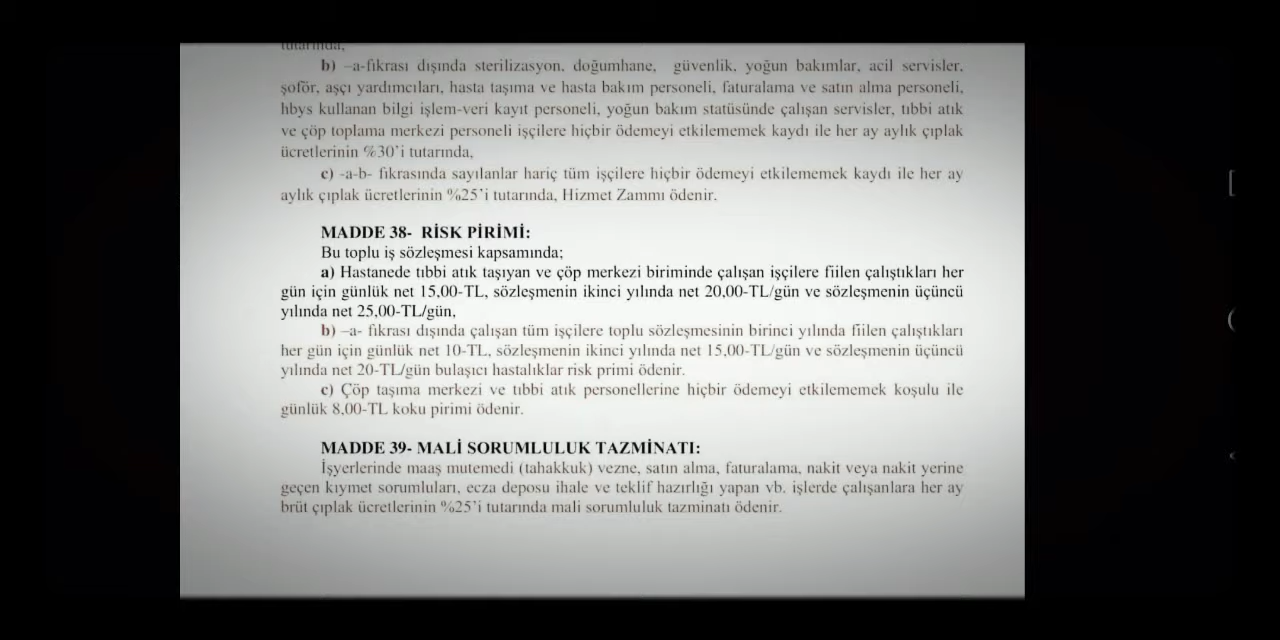 tutarında,
b) –a-fıkrası dışında sterilizasyon, doğumhane, güvenlik, yoğun bakımlar, acil servisler,
şoför, aşçı yardımcıları, hasta taşıma ve hasta bakım personeli, faturalama ve satın alma personeli,
hbys kullanan bilgi işlem-veri kayıt personeli, yoğun bakım statüsünde çalışan servisler, tıbbi atık
ve çöp toplama merkezi personeli işçilere hiçbir ödemeyi etkilememek kaydı ile her ay aylık çıplak
ücretlerinin %30'i tutarında,
c) -a-b- fıkrasında sayılanlar hariç tüm işçilere hiçbir ödemeyi etkilememek kaydı ile her ay
aylık çıplak ücretlerinin %25'i tutarında, Hizmet Zammı ödenir.
MADDE 38- RİSK PİRİMİ:
Bu toplu iş sözleşmesi kapsamında;
a) Hastanede tıbbi atık taşıyan ve çöp merkezi biriminde çalışan işçilere fiilen çalıştıkları her
gün için günlük net 15,00-TL, sözleşmenin ikinci yılında net 20,00-TL/gün ve sözleşmenin üçüncü
yılında net 25,00-TL/gün,
b) –a- fıkrası dışında çalışan tüm işçilere toplu sözleşmesinin birinci yılında fiilen çalıştıkları
her gün için günlük net 10-TL, sözleşmenin ikinci yılında net 15,00-TL/gün ve sözleşmenin üçüncü
yılında net 20-TL/gün bulaşıcı hastalıklar risk primi ödenir.
c) Çöp taşıma merkezi ve tıbbi atık personellerine hiçbir ödemeyi etkilememek koşulu ile
günlük 8,00-TL koku pirimi ödenir.
MADDE 39- MALİ SORUMLULUK TAZMİNATI:
İşyerlerinde maaş mutemedi (tahakkuk) vezne, satın alma, faturalama, nakit veya nakit yerine
geçen kıymet sorumluları, ecza deposu ihale ve teklif hazırlığı yapan vb. işlerde çalışanlara her ay
brüt çıplak ücretlerinin %25'i tutarında mali sorumluluk tazminatı ödenir.